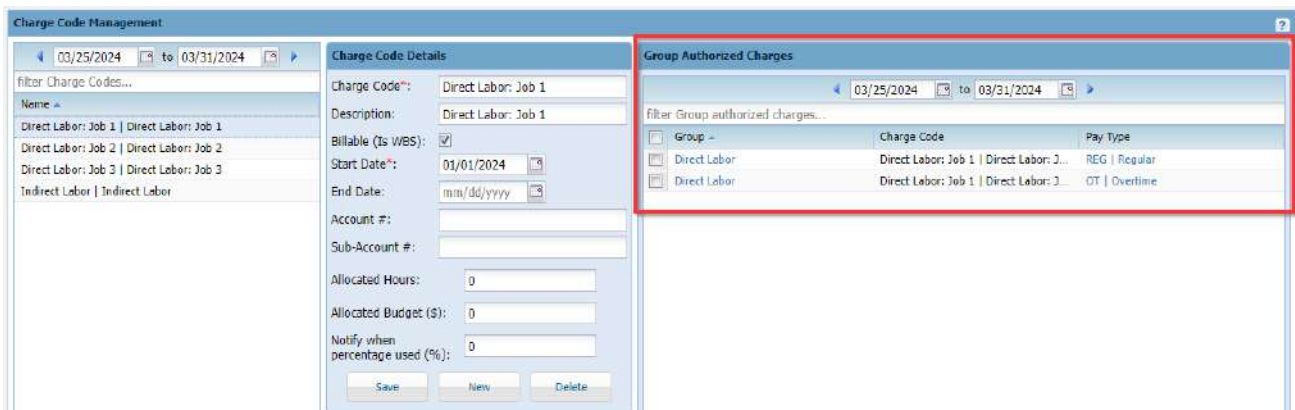 Charge Code Management
?
03/25/2024 to 03/31/2024
filter Charge Codes...
Name
Direct Labor: Job 1 | Direct Labor: Job 1
Direct Labor: Job 2 | Direct Labor: Job 2
Direct Labor: Job 3 | Direct Labor: Job 3
Indirect Labor | Indirect Labor
Charge Code Details
Charge Code*: Direct Labor: Job 1
Description: Direct Labor: Job 1
Billable (Is WBS):
Start Date*: 01/01/2024
End Date: mm/dd/yyyy
Account #:
Sub-Account #:
Allocated Hours: 0
Allocated Budget ($): 0
Notify when
percentage used (%): 0
Save New Delete
Group Authorized Charges
03/25/2024 to 03/31/2024
filter Group authorized charges...
Group Charge Code Pay Type
Direct Labor Direct Labor: Job 1 | Direct Labor: J... REG | Regular
Direct Labor Direct Labor: Job 1 | Direct Labor: J... OT | Overtime